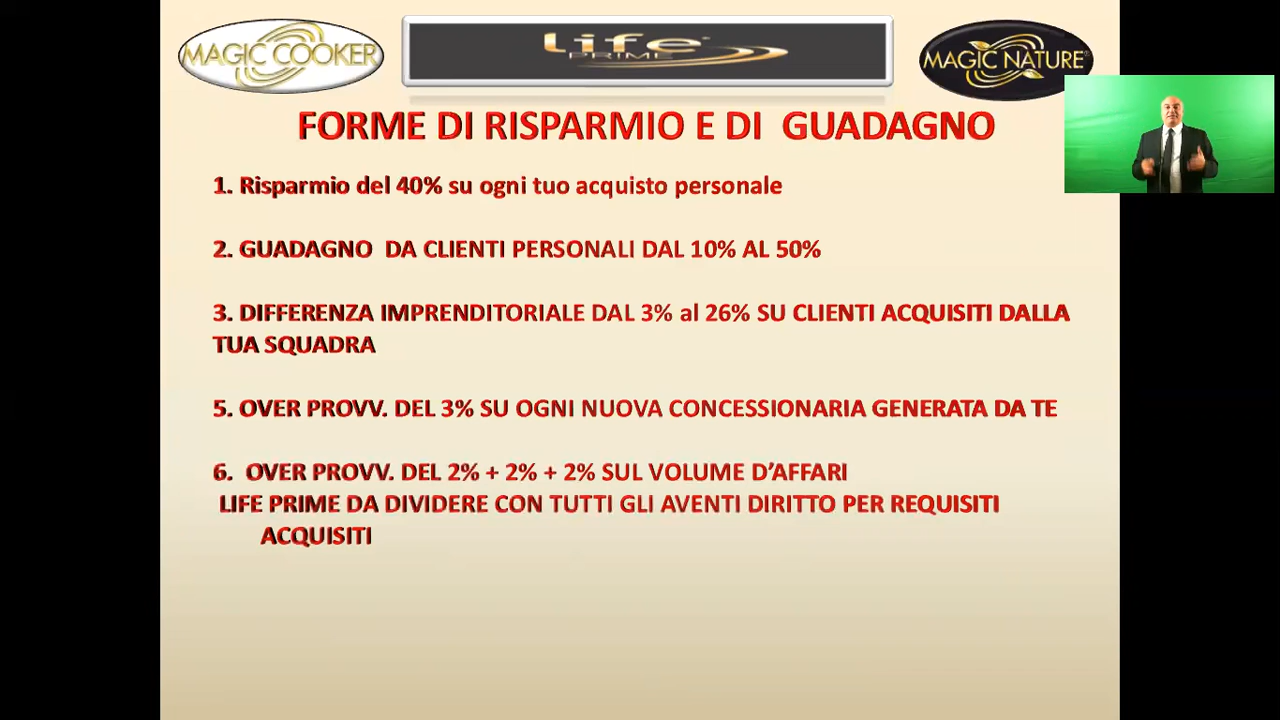 MAGIC COOKER
Life PRIME
MAGIC NATURE®
FORME DI RISPARMIO E DI GUADAGNO
1. Risparmio del 40% su ogni tuo acquisto personale
2. GUADAGNO DA CLIENTI PERSONALI DAL 10% AL 50%
3. DIFFERENZA IMPRENDITORIALE DAL 3% al 26% SU CLIENTI ACQUISITI DALLA
TUA SQUADRA
5. OVER PROVV. DEL 3% SU OGNI NUOVA CONCESSIONARIA GENERATA DA TE
6. OVER PROVV. DEL 2% + 2% + 2% SUL VOLUME D’AFFARI
LIFE PRIME DA DIVIDERE CON TUTTI GLI AVENTI DIRITTO PER REQUISITI
ACQUISITI